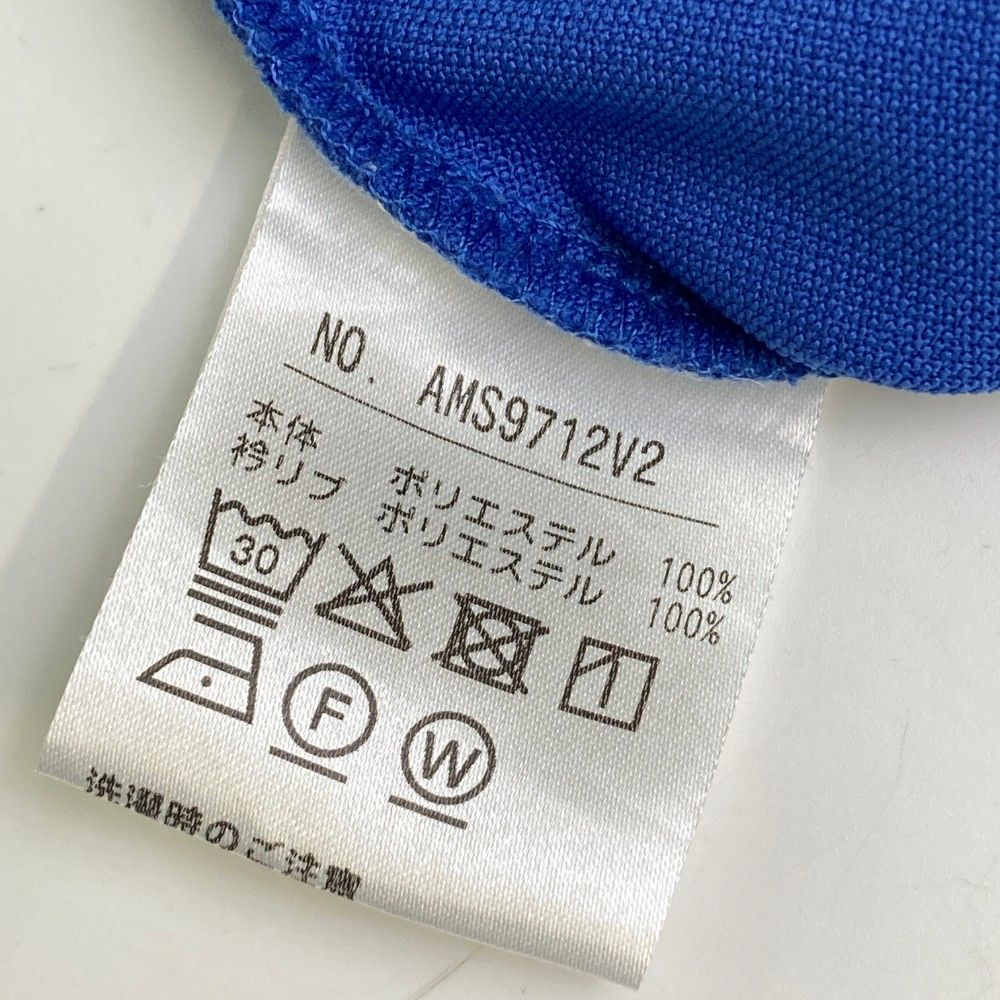 NO. AMS9712V2
本体 ポリエステル 100%
衿リブ ポリエステル 100%
30
F
W
洗濯時のご注意